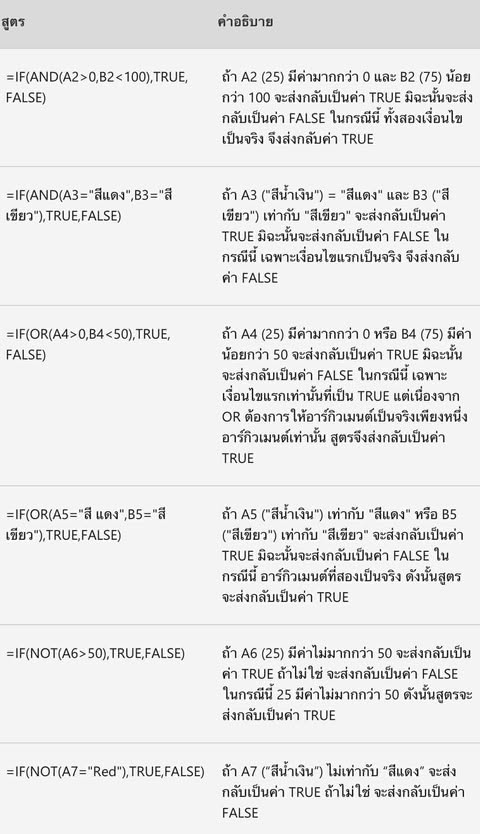 สูตร
คำอธิบาย
=IF(AND(A2>0,B2<100),TRUE,
FALSE)
ถ้า A2 (25) มีค่ามากกว่า 0 และ B2 (75) น้อย
กว่า 100 จะส่งกลับเป็นค่า TRUE มิฉะนั้นจะส่ง
กลับเป็นค่า FALSE ในกรณีนี้ ทั้งสองเงื่อนไข
เป็นจริง จึงส่งกลับค่า TRUE
=IF(AND(A3="สีแดง",B3="สี
เขียว"),TRUE,FALSE)
ถ้า A3 ("สีน้ำเงิน") = "สีแดง" และ B3 ("สี
เขียว") เท่ากับ "สีเขียว" จะส่งกลับเป็นค่า
TRUE มิฉะนั้นจะส่งกลับเป็นค่า FALSE ใน
กรณีนี้ เฉพาะเงื่อนไขแรกเป็นจริง จึงส่งกลับ
ค่า FALSE
=IF(OR(A4>0,B4<50),TRUE,
FALSE)
ถ้า A4 (25) มีค่ามากกว่า 0 หรือ B4 (75) มีค่า
น้อยกว่า 50 จะส่งกลับเป็นค่า TRUE มิฉะนั้น
จะส่งกลับเป็นค่า FALSE ในกรณีนี้ เฉพาะ
เงื่อนไขแรกเท่านั้นที่เป็น TRUE แต่เนื่องจาก
OR ต้องการให้อาร์กิวเมนต์เป็นจริงเพียงหนึ่ง
อาร์กิวเมนต์เท่านั้น สูตรจึงส่งกลับเป็นค่า
TRUE
=IF(OR(A5="สี แดง",B5="สี
เขียว"),TRUE,FALSE)
ถ้า A5 ("สีน้ำเงิน") เท่ากับ "สีแดง" หรือ B5
("สีเขียว") เท่ากับ "สีเขียว" จะส่งกลับเป็นค่า
TRUE มิฉะนั้นจะส่งกลับเป็นค่า FALSE ใน
กรณีนี้ อาร์กิวเมนต์ที่สองเป็นจริง ดังนั้นสูตร
จะส่งกลับเป็นค่า TRUE
=IF(NOT(A6>50),TRUE,FALSE)
ถ้า A6 (25) มีค่าไม่มากกว่า 50 จะส่งกลับเป็น
ค่า TRUE ถ้าไม่ใช่ จะส่งกลับเป็นค่า FALSE
ในกรณีนี้ 25 มีค่าไม่มากกว่า 50 ดังนั้นสูตรจะ
ส่งกลับเป็นค่า TRUE
=IF(NOT(A7="Red"),TRUE,FALSE)
ถ้า A7 (“สีน้ำเงิน”) ไม่เท่ากับ “สีแดง” จะส่ง
กลับเป็นค่า TRUE ถ้าไม่ใช่ จะส่งกลับเป็นค่า
FALSE